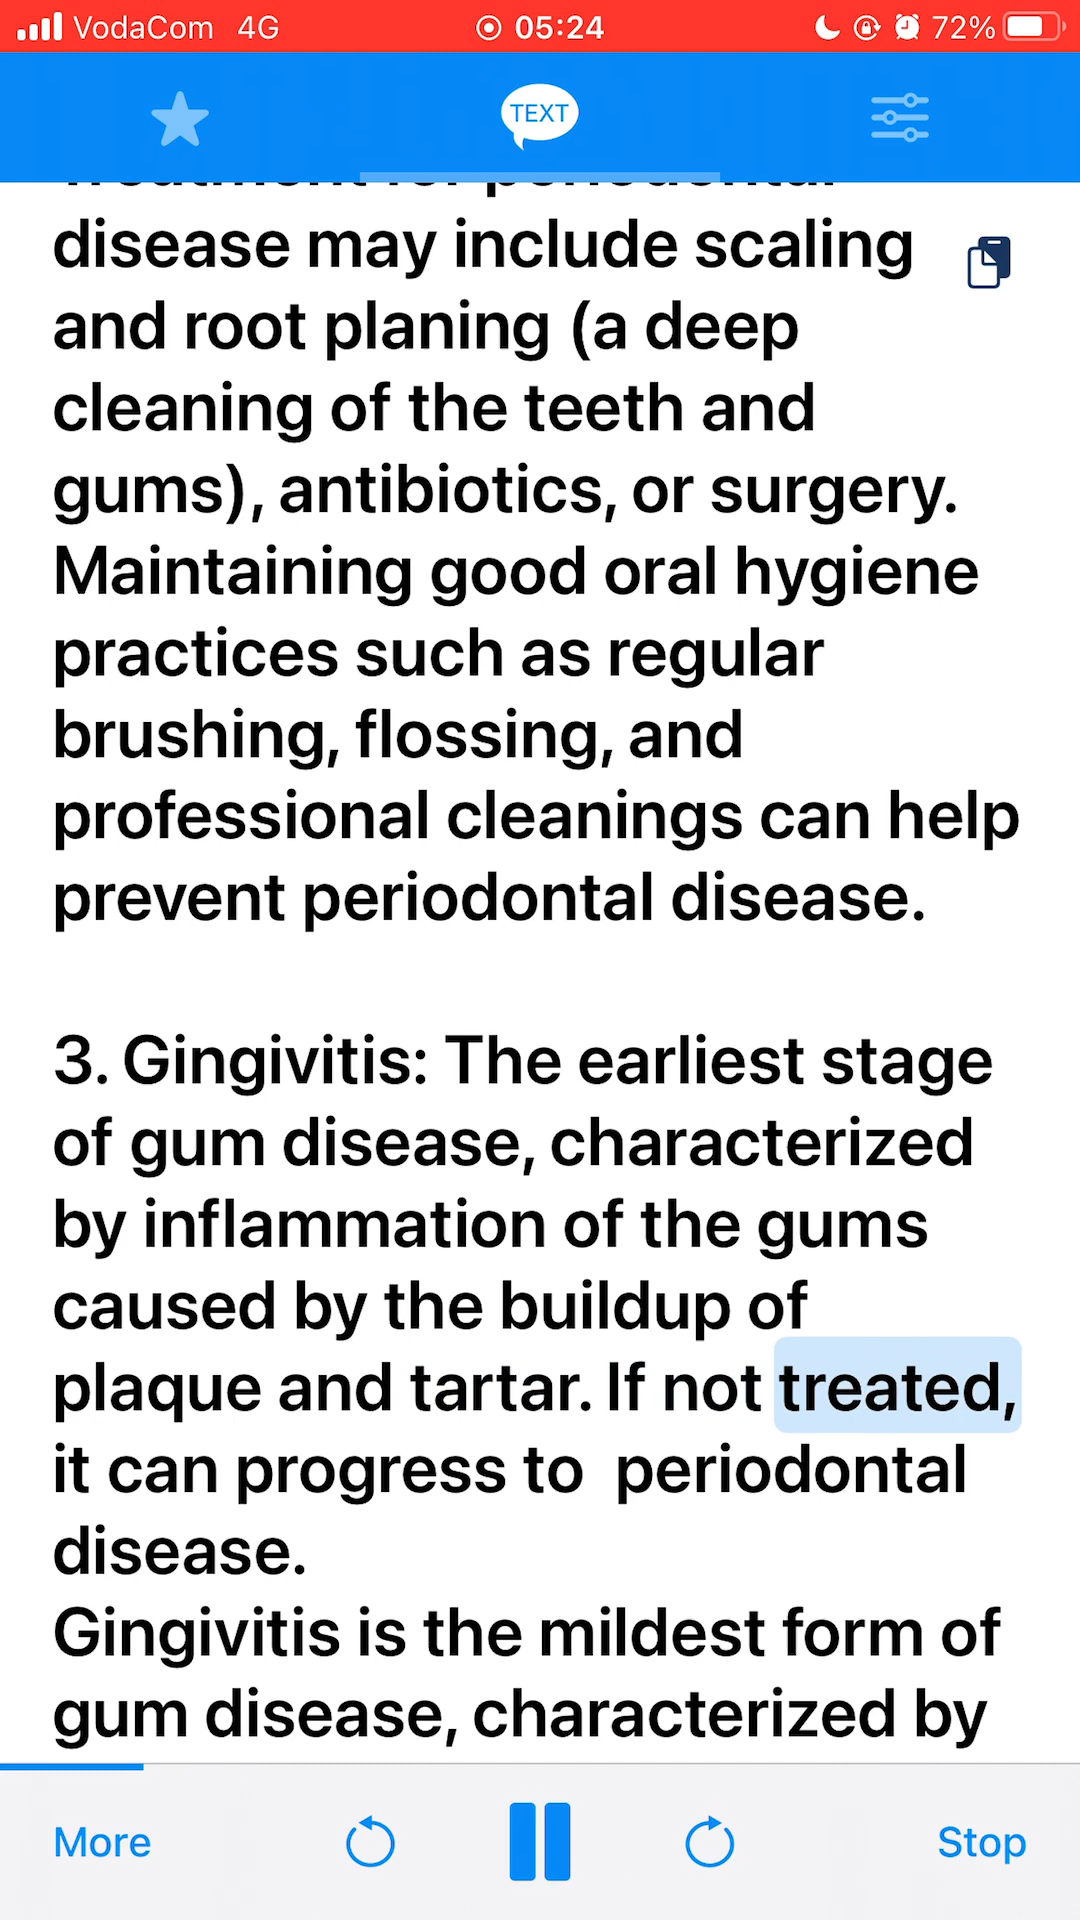 VodaCom 4G 05:24 72%
TEXT
Treatment for periodontal
disease may include scaling
and root planing (a deep
cleaning of the teeth and
gums), antibiotics, or surgery.
Maintaining good oral hygiene
practices such as regular
brushing, flossing, and
professional cleanings can help
prevent periodontal disease.
3. Gingivitis: The earliest stage
of gum disease, characterized
by inflammation of the gums
caused by the buildup of
plaque and tartar. If not treated,
it can progress to  periodontal
disease.
Gingivitis is the mildest form of
gum disease, characterized by
More Stop